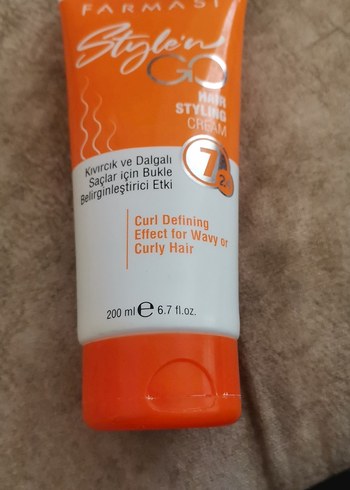 FARMASI
Style'n
GO
HAIR
STYLING
CREAM
7
Kıvırcık ve Dalgalı
Saçlar için Bukle
Belirginleştirici Etki
Curl Defining
Effect for Wavy or
Curly Hair
200 ml e 6.7 fl.oz.